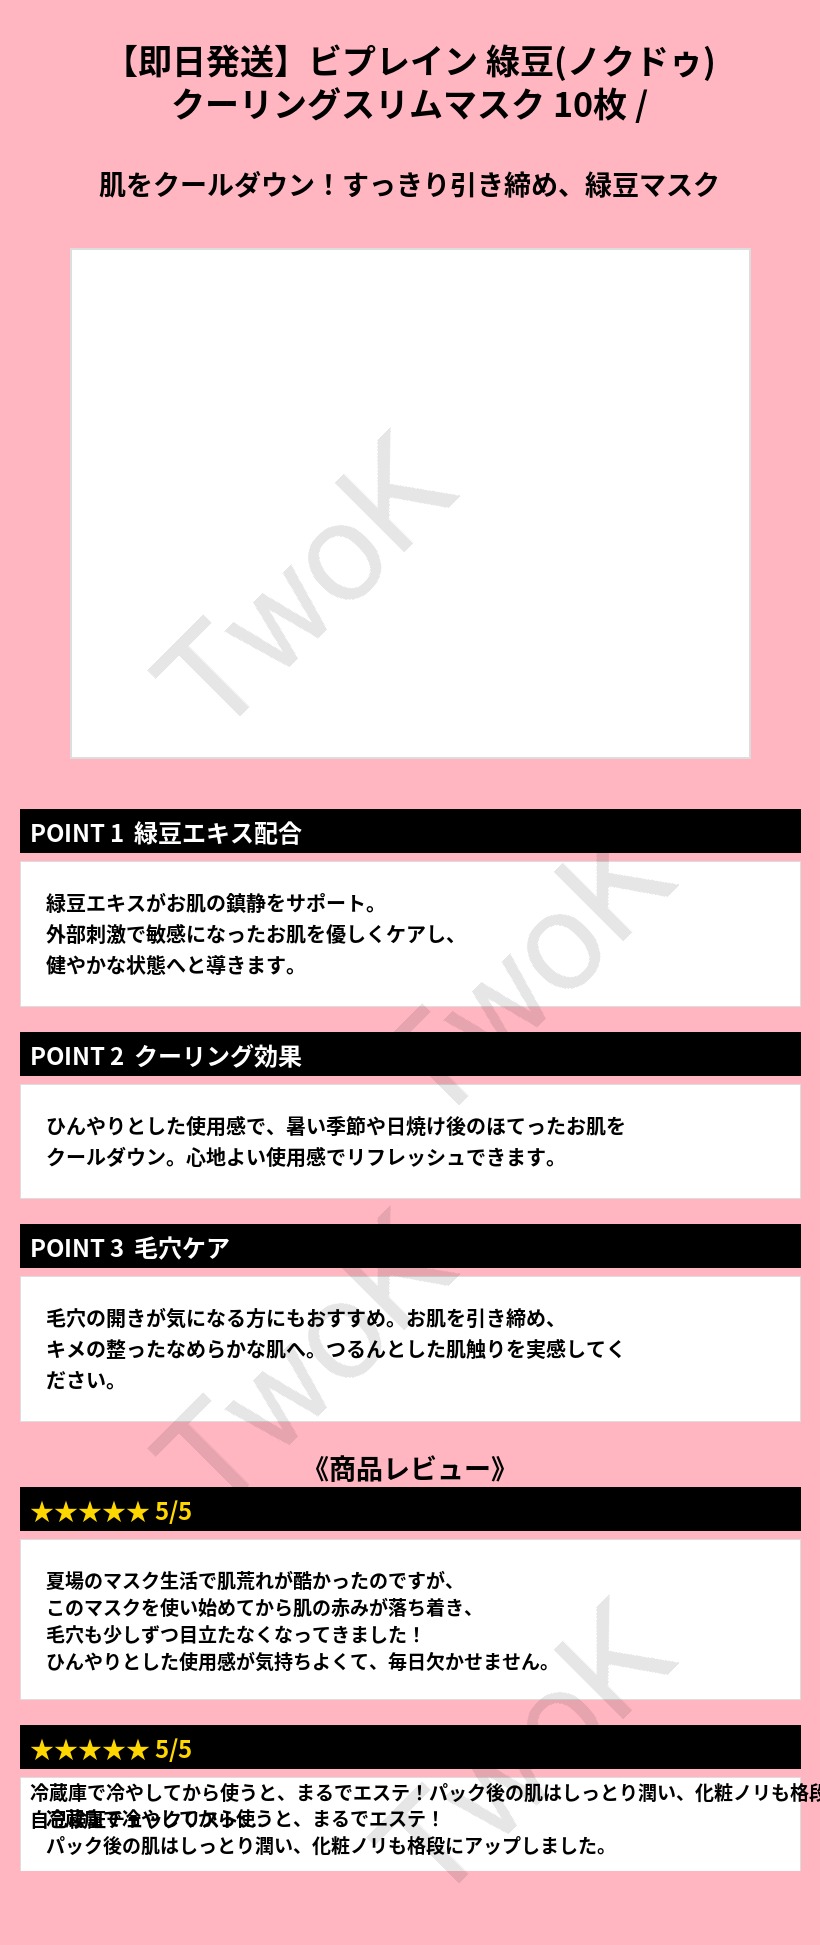 【即日発送】ビプレイン 綠豆(ノクドゥ)
クーリングスリムマスク 10枚 /
肌をクールダウン！すっきり引き締め、緑豆マスク
TwoK
POINT 1 緑豆エキス配合
緑豆エキスがお肌の鎮静をサポート。
外部刺激で敏感になったお肌を優しくケアし、
健やかな状態へと導きます。
TwoK
POINT 2 クーリング効果
ひんやりとした使用感で、暑い季節や日焼け後のほてったお肌を
クールダウン。心地よい使用感でリフレッシュできます。
POINT 3 毛穴ケア
毛穴の開きが気になる方にもおすすめ。お肌を引き締め、
キメの整ったなめらかな肌へ。つるんとした肌触りを実感してく
ださい。
TwoK
《商品レビュー》
★★★★★ 5/5
夏場のマスク生活で肌荒れが酷かったのですが、
このマスクを使い始めてから肌の赤みが落ち着き、
毛穴も少しずつ目立たなくなってきました！
ひんやりとした使用感が気持ちよくて、毎日欠かせません。
TwoK
★★★★★ 5/5
冷蔵庫で冷やしてから使うと、まるでエステ！パック後の肌はしっとり潤い、化粧ノリも格段
冷蔵庫で冷やしてから使うと、まるでエステ！
パック後の肌はしっとり潤い、化粧ノリも格段にアップしました。